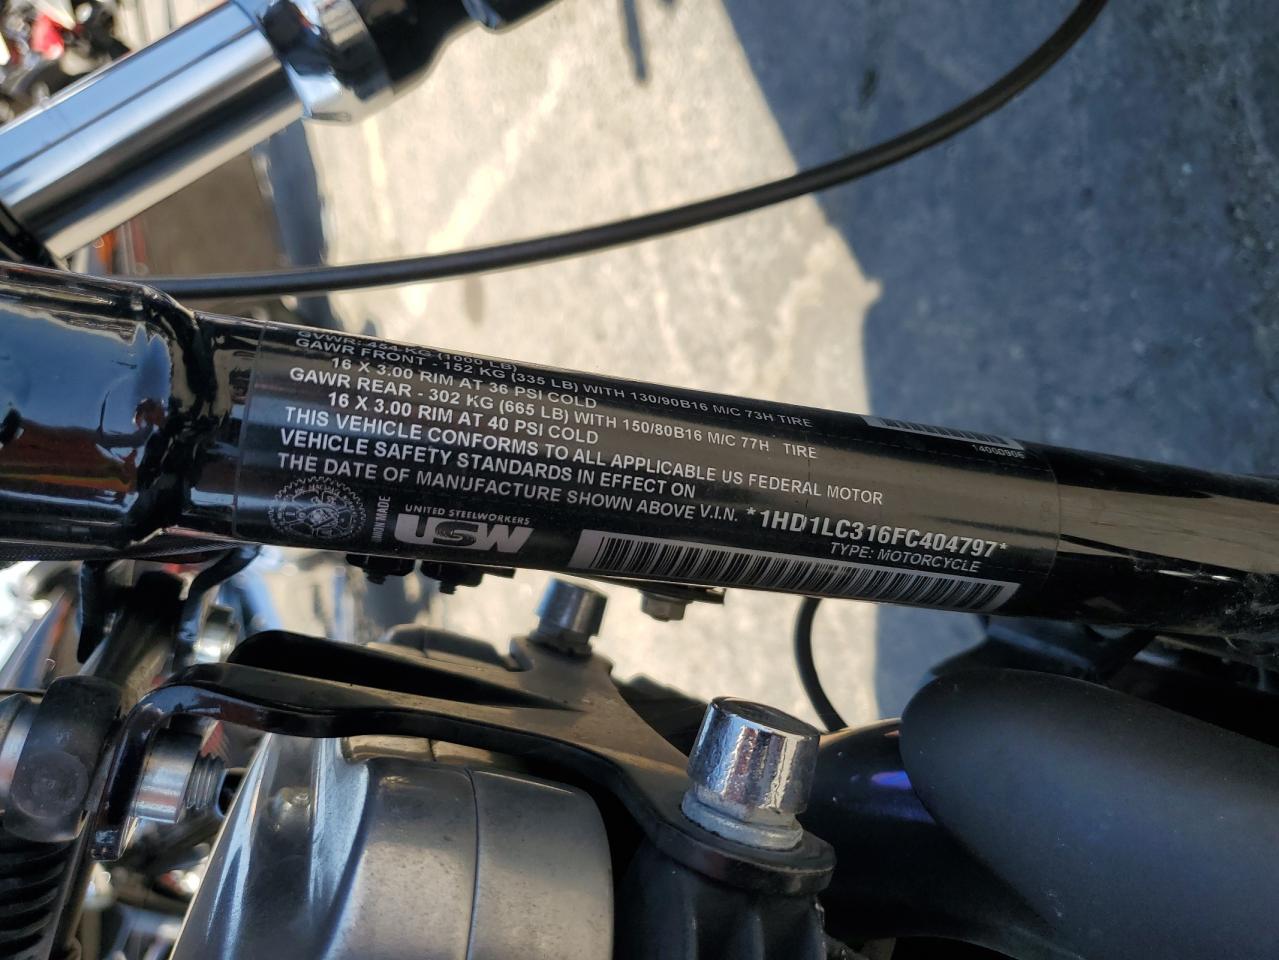 GVWR: 454 KG (1000 LB)
GAWR FRONT - 152 KG (335 LB) WITH 130/90B16 M/C 73H TIRE
16 X 3.00 RIM AT 36 PSI COLD
GAWR REAR - 302 KG (665 LB) WITH 150/80B16 M/C 77H TIRE
16 X 3.00 RIM AT 40 PSI COLD
THIS VEHICLE CONFORMS TO ALL APPLICABLE US FEDERAL MOTOR
VEHICLE SAFETY STANDARDS IN EFFECT ON
THE DATE OF MANUFACTURE SHOWN ABOVE V.I.N. *1HD1LC316FC404797*
TYPE: MOTORCYCLE
14000906
UNION MADE
UNITED STEELWORKERS
USW